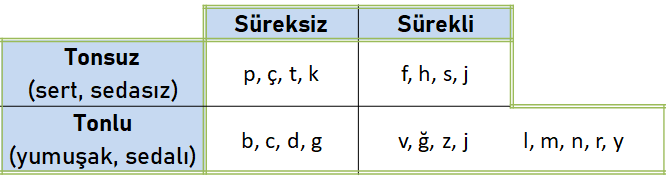 Süreksiz Sürekli
Tonsuz
(sert, sedasız) p, ç, t, k f, h, s, j
Tonlu
(yumuşak, sedalı) b, c, d, g v, ğ, z, j l, m, n, r, y